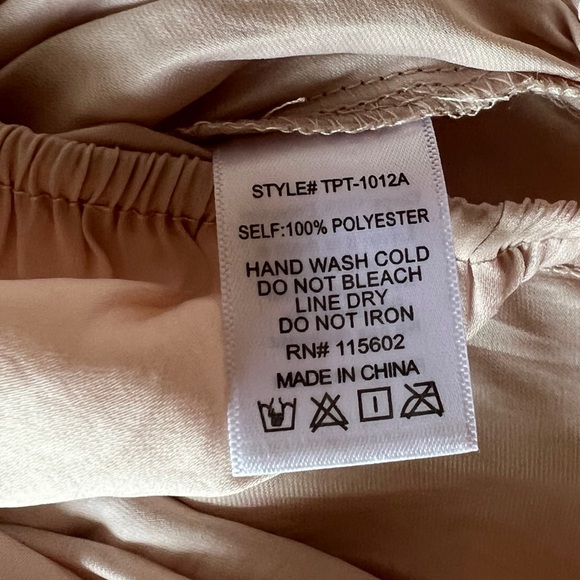 STYLE# TPT-1012A
SELF:100% POLYESTER
HAND WASH COLD
DO NOT BLEACH
LINE DRY
DO NOT IRON
RN# 115602
MADE IN CHINA